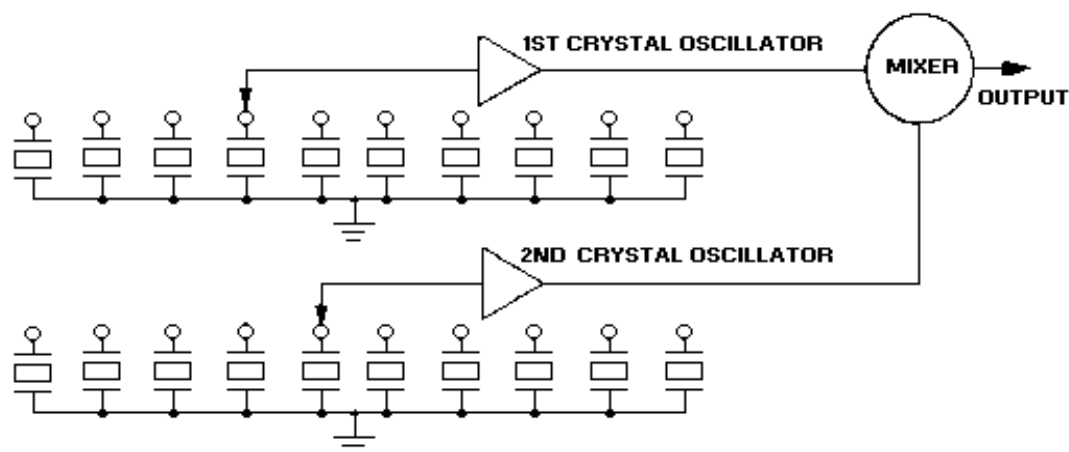 1ST CRYSTAL OSCILLATOR
MIXER
OUTPUT
2ND CRYSTAL OSCILLATOR